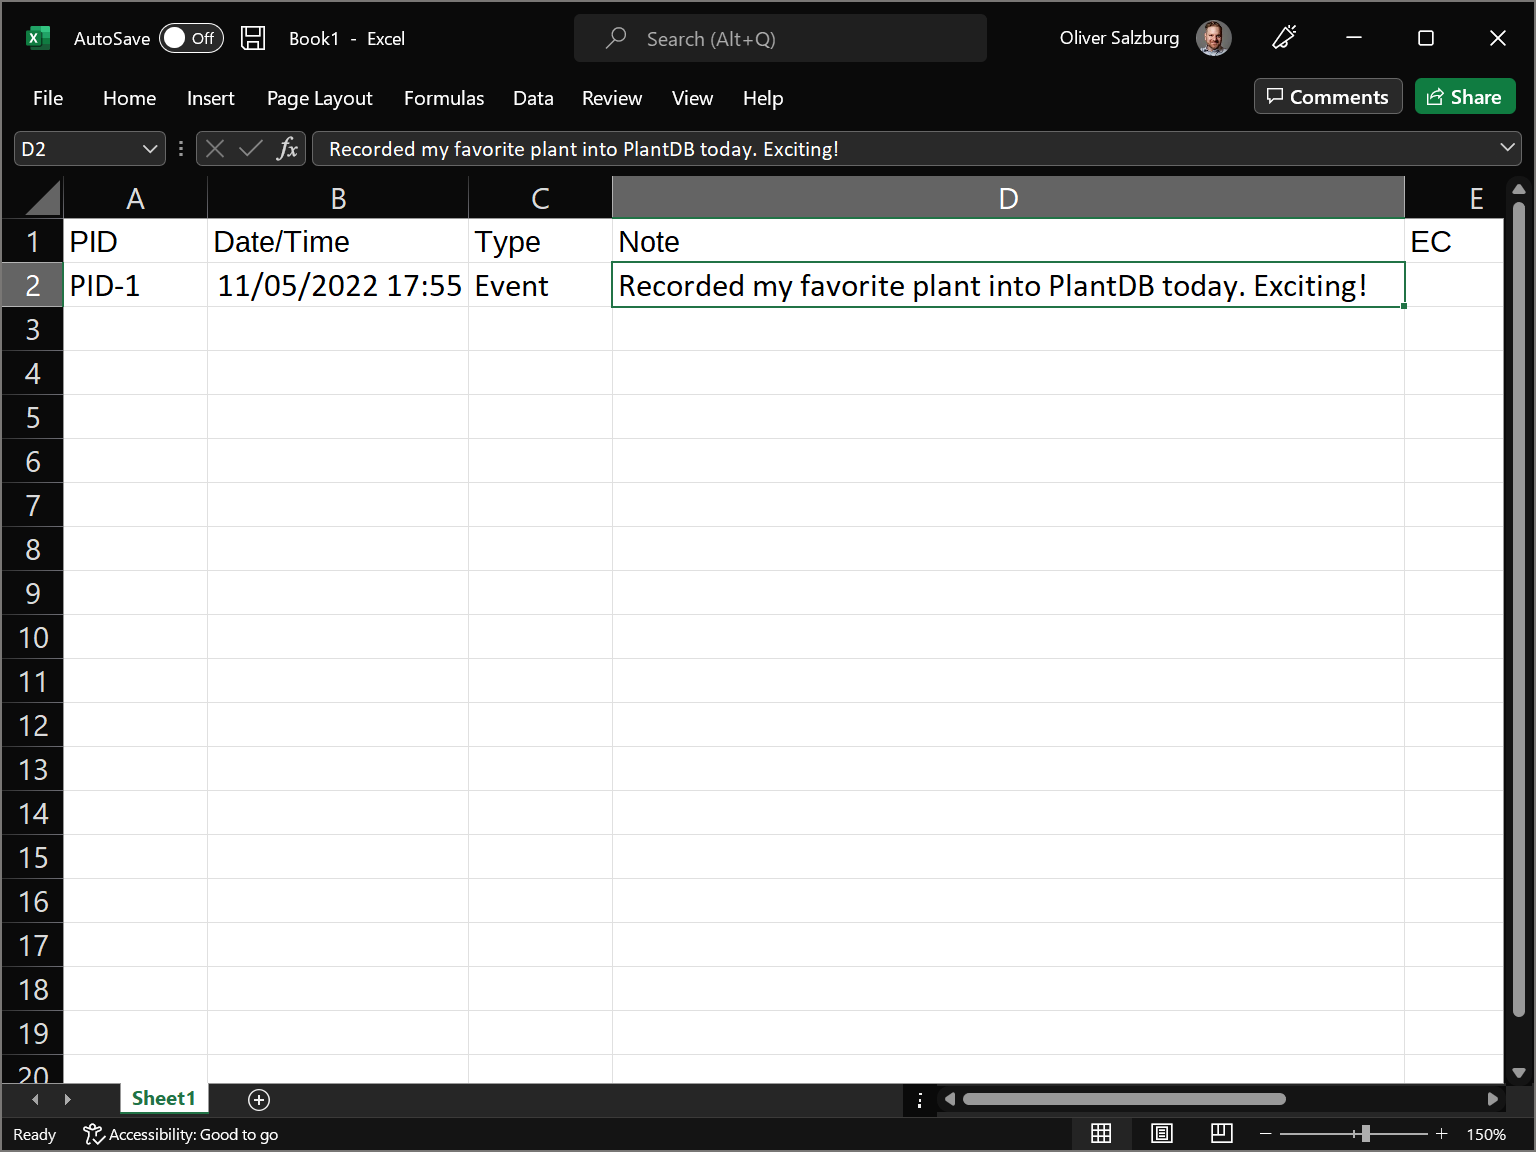 AutoSave Off Book1 - Excel Search (Alt+Q) Oliver Salzburg
File Home Insert Page Layout Formulas Data Review View Help Comments Share
D2 fx Recorded my favorite plant into PlantDB today. Exciting!
A B C D E
1 PID Date/Time Type Note EC
2 PID-1 11/05/2022 17:55 Event Recorded my favorite plant into PlantDB today. Exciting!
3
4
5
6
7
8
9
10
11
12
13
14
15
16
17
18
19
20
Sheet1
Ready Accessibility: Good to go 150%